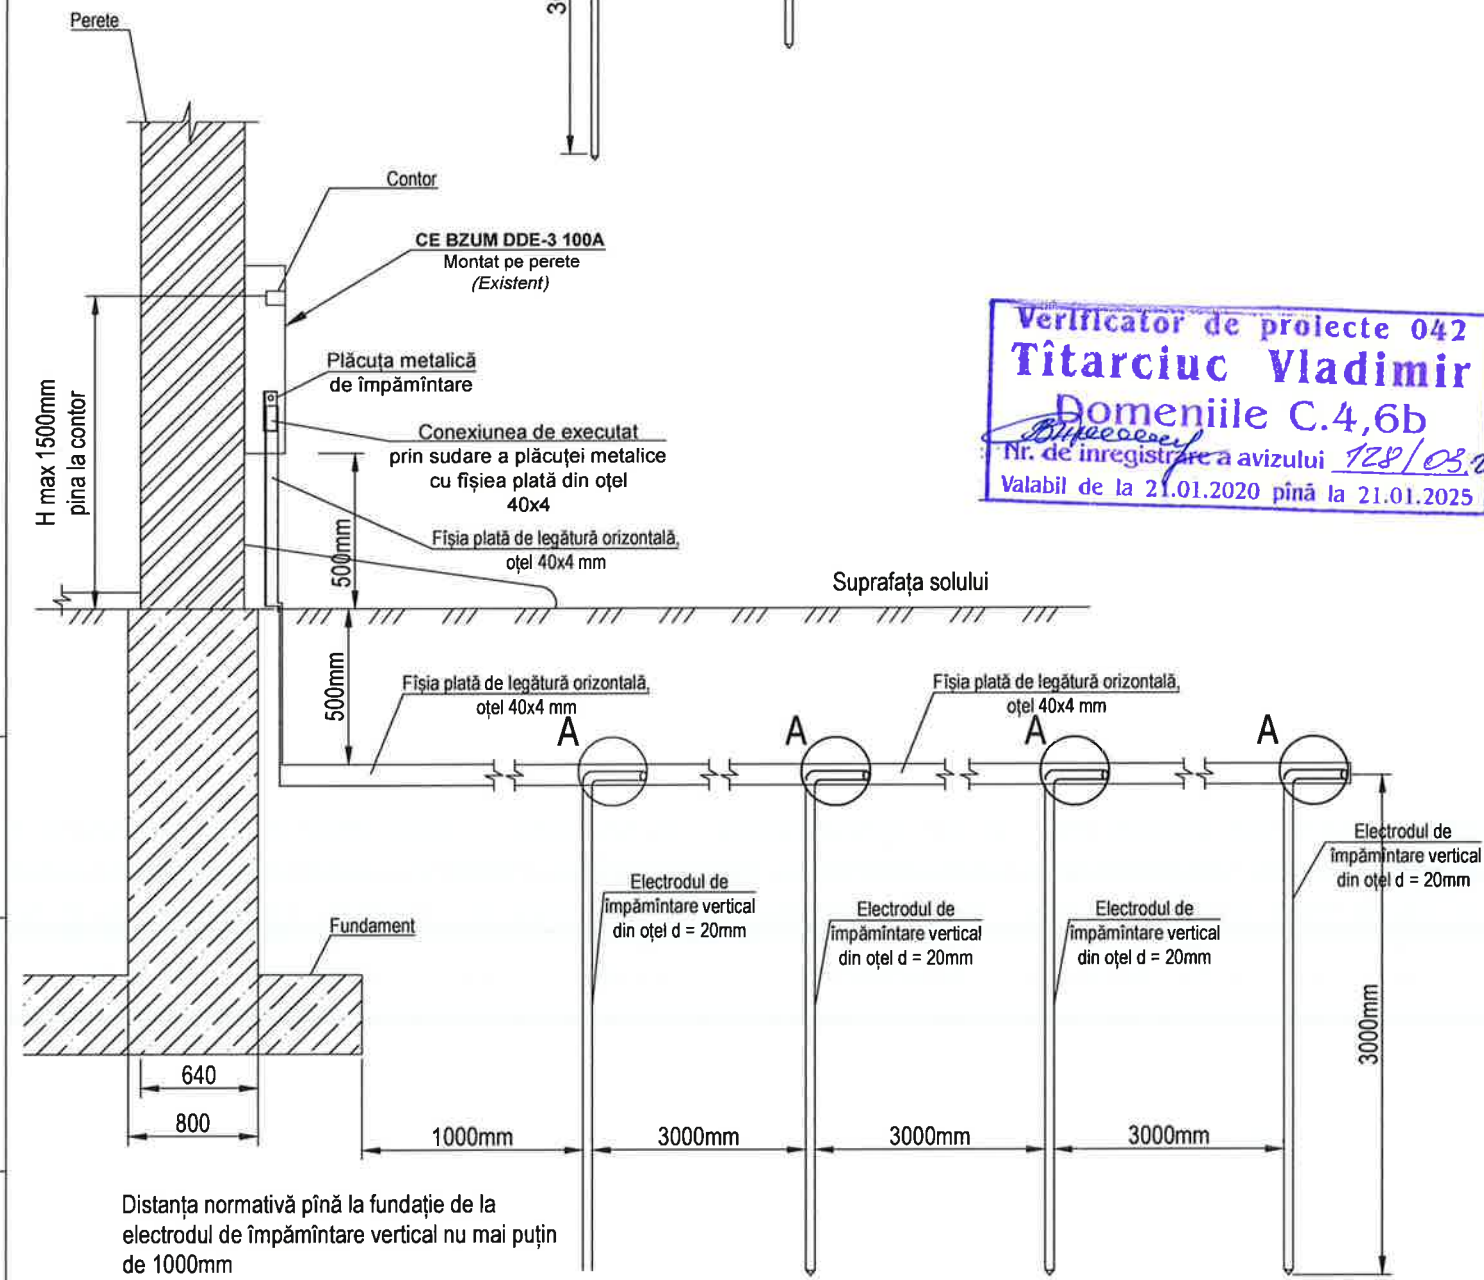 Perete
Contor
CE BZUM DDE-3 100A
Montat pe perete
(Existent)
Plăcuța metalică
de împămîntare
H max 1500mm
pina la contor
Conexiunea de executat
prin sudare a plăcuței metalice
cu fîșiea plată din oțel
40x4
Fîșia plată de legătură orizontală,
oțel 40x4 mm
500mm
Verificator de proiecte 042
Tîtarciuc Vladimir
Domeniile C.4,6b
Nr. de inregistrare a avizului 128/03.
Valabil de la 21.01.2020 pînă la 21.01.2025
Suprafața solului
500mm
Fîșia plată de legătură orizontală,
oțel 40x4 mm
Fîșia plată de legătură orizontală,
oțel 40x4 mm
A
A
A
A
Electrodul de
împămîntare vertical
din oțel d = 20mm
Electrodul de
împămîntare vertical
din oțel d = 20mm
Electrodul de
împămîntare vertical
din oțel d = 20mm
Electrodul de
împămîntare vertical
din oțel d = 20mm
Fundament
3000mm
640
800
1000mm
3000mm
3000mm
3000mm
Distanța normativă pînă la fundație de la
electrodul de împămîntare vertical nu mai puțin
de 1000mm